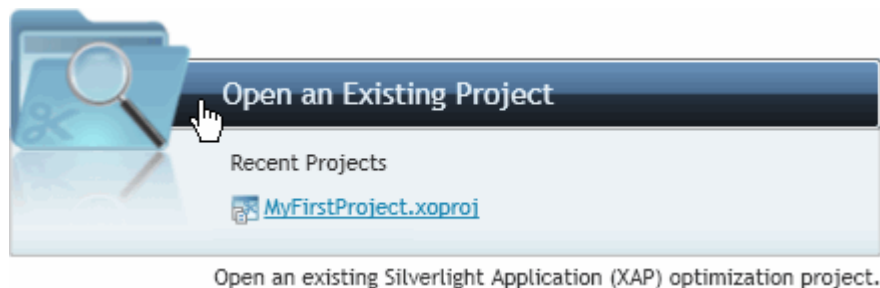 Open an Existing Project
Recent Projects
MyFirstProject.xoproj
Open an existing Silverlight Application (XAP) optimization project.